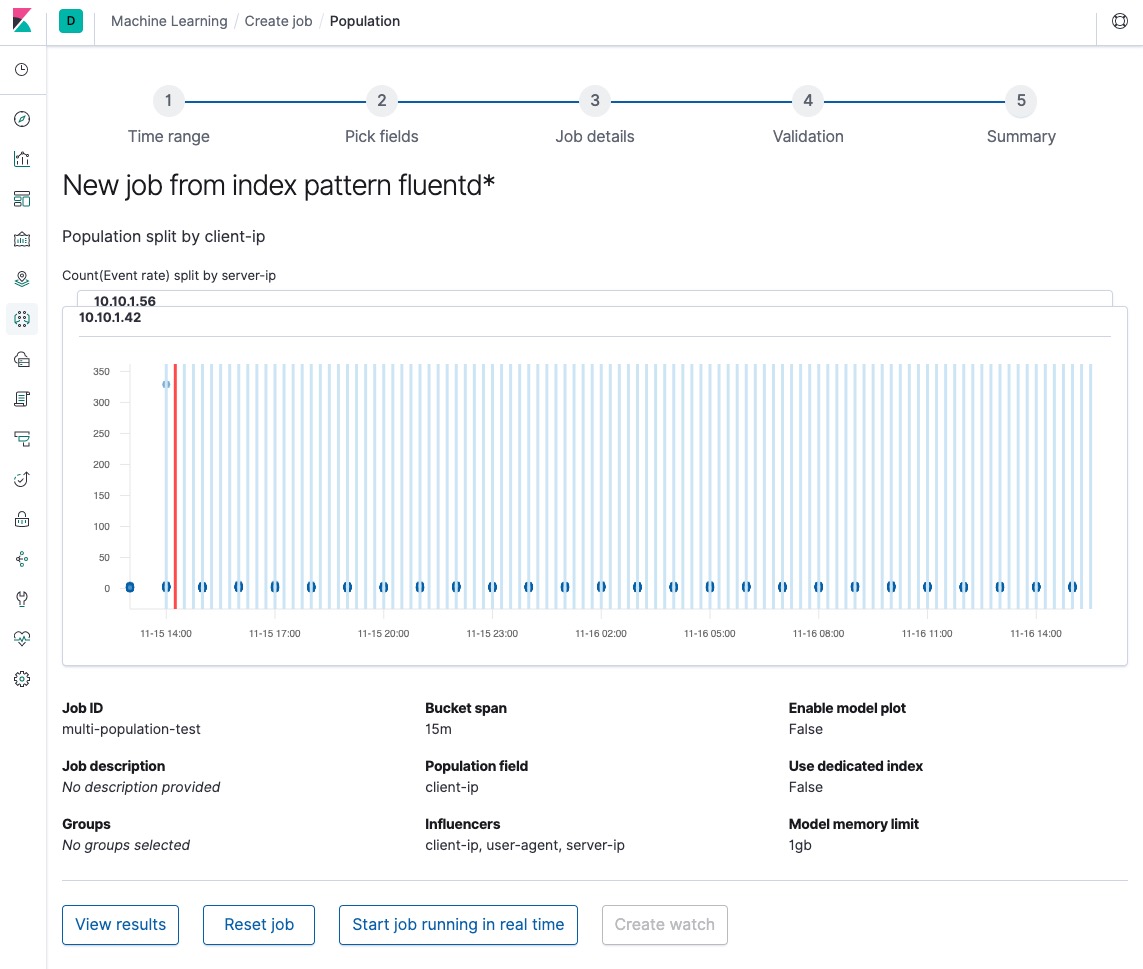 D Machine Learning / Create job / Population
1 2 3 4 5
Time range Pick fields Job details Validation Summary
New job from index pattern fluentd*
Population split by client-ip
Count(Event rate) split by server-ip
10.10.1.56
10.10.1.42
350
300
250
200
150
100
50
0
11-15 14:00 11-15 17:00 11-15 20:00 11-15 23:00 11-16 02:00 11-16 05:00 11-16 08:00 11-16 11:00 11-16 14:00
Job ID Bucket span Enable model plot
multi-population-test 15m False
Job description Population field Use dedicated index
No description provided client-ip False
Groups Influencers Model memory limit
No groups selected client-ip, user-agent, server-ip 1gb
View results Reset job Start job running in real time Create watch